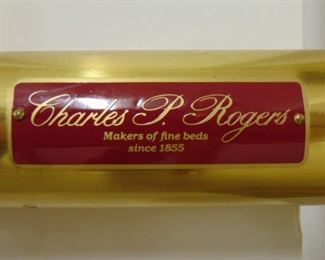 Charles P. Rogers
Makers of fine beds
since 1855